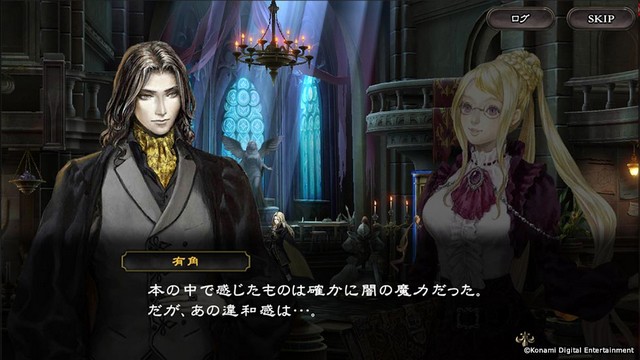 ログ
SKIP
有角
本の中で感じたものは確かに闇の魔力だった。
だが、あの違和感は…。
©Konami Digital Entertainment